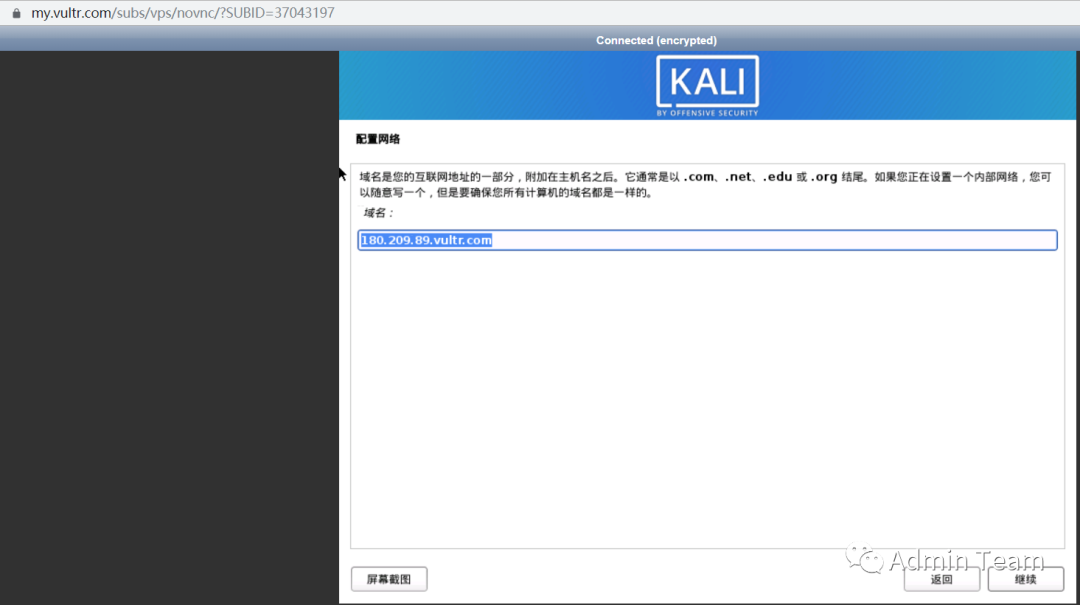 my.vultr.com/subs/vps/novnc/?SUBID=37043197
Connected (encrypted)
KALI
BY OFFENSIVE SECURITY
配置网络
域名是您的互联网地址的一部分，附加在主机名之后。它通常是以 .com、.net、.edu 或 .org 结尾。如果您正在设置一个内部网络，您可
以随意写一个，但是要确保您所有计算机的域名都是一样的。
域名：
180.209.89.vultr.com
Admin Team
屏幕截图 返回 继续